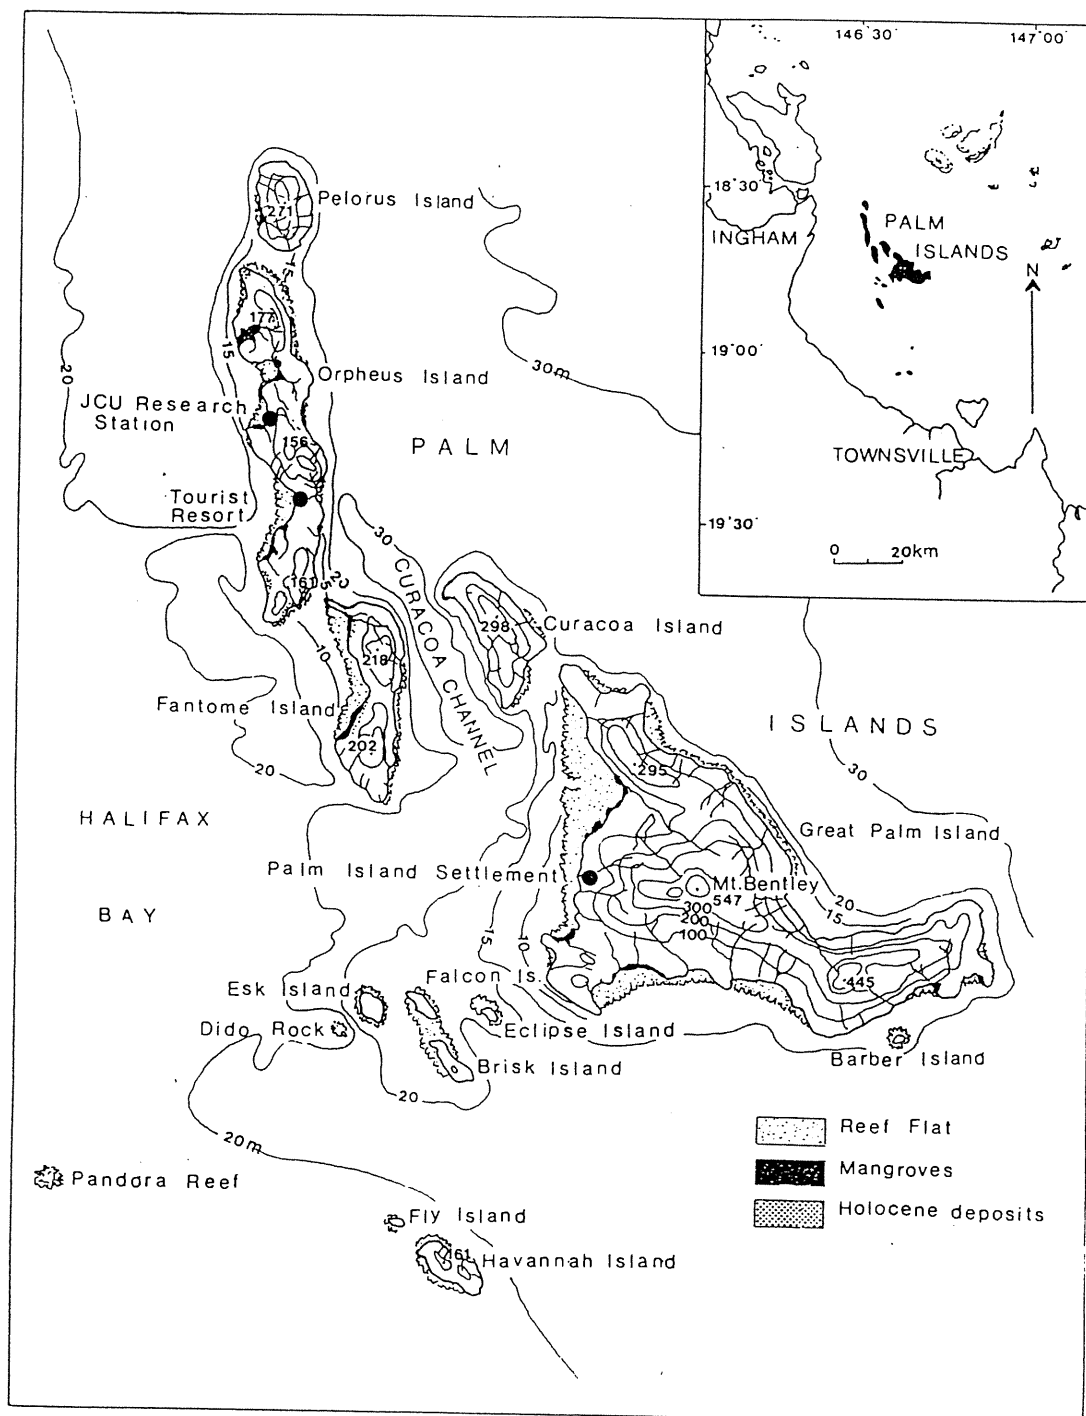 146°30'
147°00'
18°30'
INGHAM
PALM
ISLANDS
N
19°00'
TOWNSVILLE
19°30'
0 20km
Pelorus Island
271
15
177
15
20
Orpheus Island
30m
JCU Research
Station
PALM
156
Tourist
Resort
30
CURACOA CHANNEL
161
15
20
298
Curacoa Island
10
218
Fantome Island
202
ISLANDS
20
295
30
HALIFAX
Great Palm Island
Palm Island Settlement
Mt. Bentley
547
BAY
300
200
100
20
15
15
10
Falcon Is.
445
Esk Island
Dido Rock
Eclipse Island
Barber Island
Brisk Island
20
20m
Reef Flat
Pandora Reef
Mangroves
Fly Island
Holocene deposits
161
Havannah Island